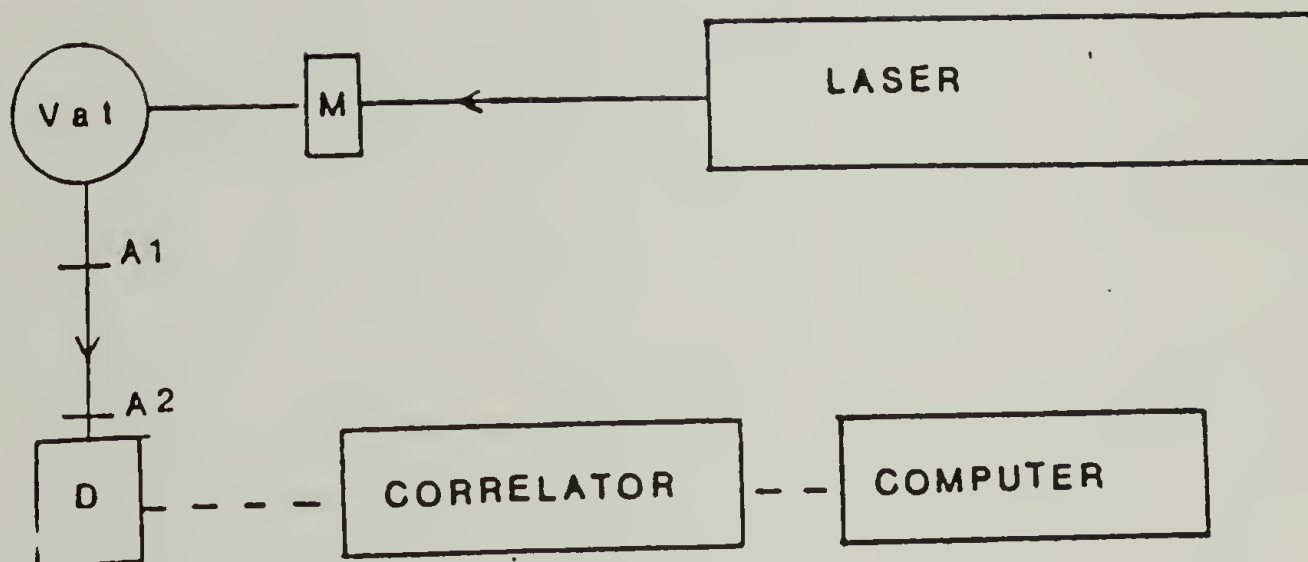 LASER
Vat
M
A1
A2
D
CORRELATOR
COMPUTER